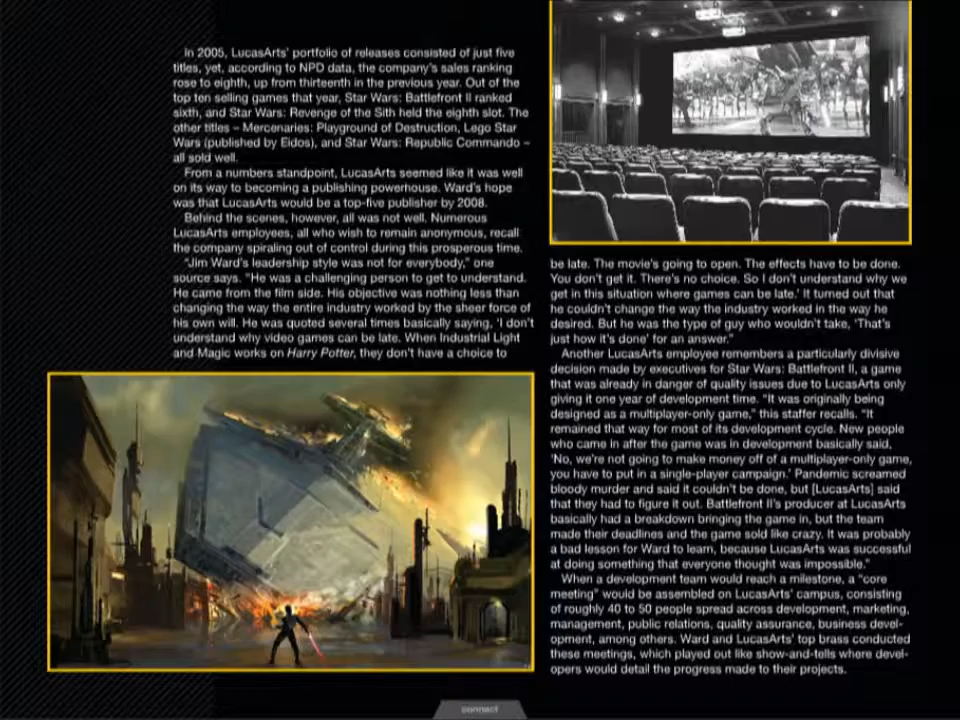 In 2005, LucasArts' portfolio of releases consisted of just five
titles, yet, according to NPD data, the company's sales ranking
rose to eighth, up from thirteenth in the previous year. Out of the
top ten selling games that year, Star Wars: Battlefront II ranked
sixth, and Star Wars: Revenge of the Sith held the eighth slot. The
other titles – Mercenaries: Playground of Destruction, Lego Star
Wars (published by Eidos), and Star Wars: Republic Commando –
all sold well.
From a numbers standpoint, LucasArts seemed like it was well
on its way to becoming a publishing powerhouse. Ward's hope
was that LucasArts would be a top-five publisher by 2008.
Behind the scenes, however, all was not well. Numerous
LucasArts employees, all who wish to remain anonymous, recall
the company spiraling out of control during this prosperous time.
"Jim Ward's leadership style was not for everybody," one
source says. "He was a challenging person to get to understand.
He came from the film side. His objective was nothing less than
changing the way the entire industry worked by the sheer force of
his own will. He was quoted several times basically saying, 'I don't
understand why video games can be late. When Industrial Light
and Magic works on Harry Potter, they don't have a choice to
be late. The movie's going to open. The effects have to be done.
You don't get it. There's no choice. So I don't understand why we
get in this situation where games can be late.' It turned out that
he couldn't change the way the industry worked in the way he
desired. But he was the type of guy who wouldn't take, 'That's
just how it's done' for an answer."
Another LucasArts employee remembers a particularly divisive
decision made by executives for Star Wars: Battlefront II, a game
that was already in danger of quality issues due to LucasArts only
giving it one year of development time. "It was originally being
designed as a multiplayer-only game," this staffer recalls. "It
remained that way for most of its development cycle. New people
who came in after the game was in development basically said,
'No, we're not going to make money off of a multiplayer-only game,
you have to put in a single-player campaign.' Pandemic screamed
bloody murder and said it couldn't be done, but [LucasArts] said
that they had to figure it out. Battlefront II's producer at LucasArts
basically had a breakdown bringing the game in, but the team
made their deadlines and the game sold like crazy. It was probably
a bad lesson for Ward to learn, because LucasArts was successful
at doing something that everyone thought was impossible."
When a development team would reach a milestone, a "core
meeting" would be assembled on LucasArts' campus, consisting
of roughly 40 to 50 people spread across development, marketing,
management, public relations, quality assurance, business devel-
opment, among others. Ward and LucasArts' top brass conducted
these meetings, which played out like show-and-tells where devel-
opers would detail the progress made to their projects.
connect